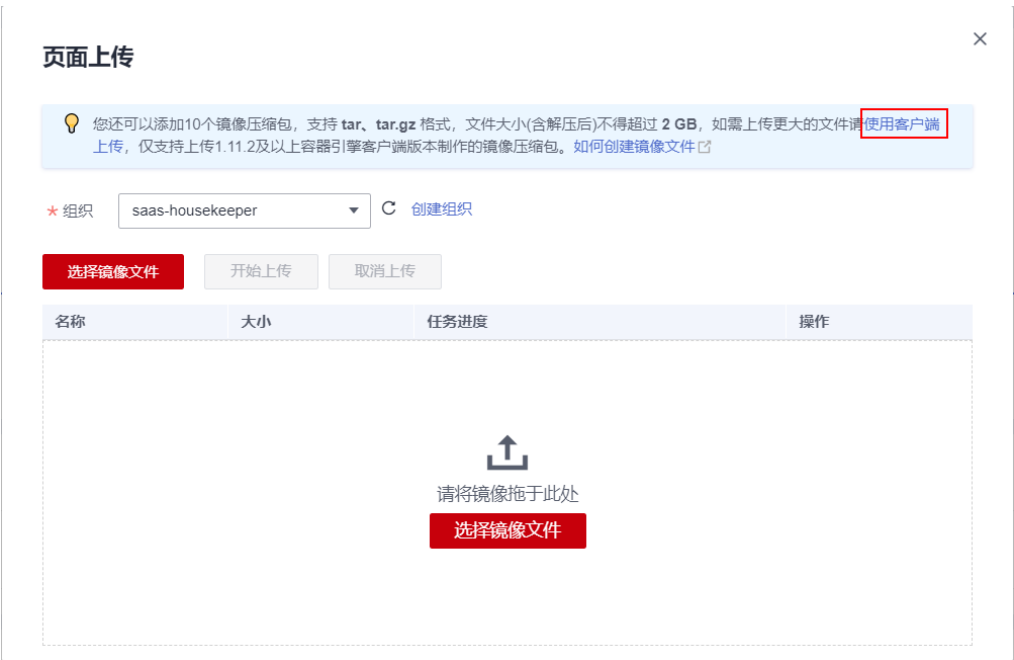 页面上传
您还可以添加10个镜像压缩包，支持 tar、tar.gz 格式，文件大小(含解压后)不得超过 2 GB，如需上传更大的文件请使用客户端
上传，仅支持上传1.11.2及以上容器引擎客户端版本制作的镜像压缩包。如何创建镜像文件
* 组织 saas-housekeeper 创建组织
选择镜像文件 开始上传 取消上传
名称 大小 任务进度 操作
请将镜像拖于此处
选择镜像文件